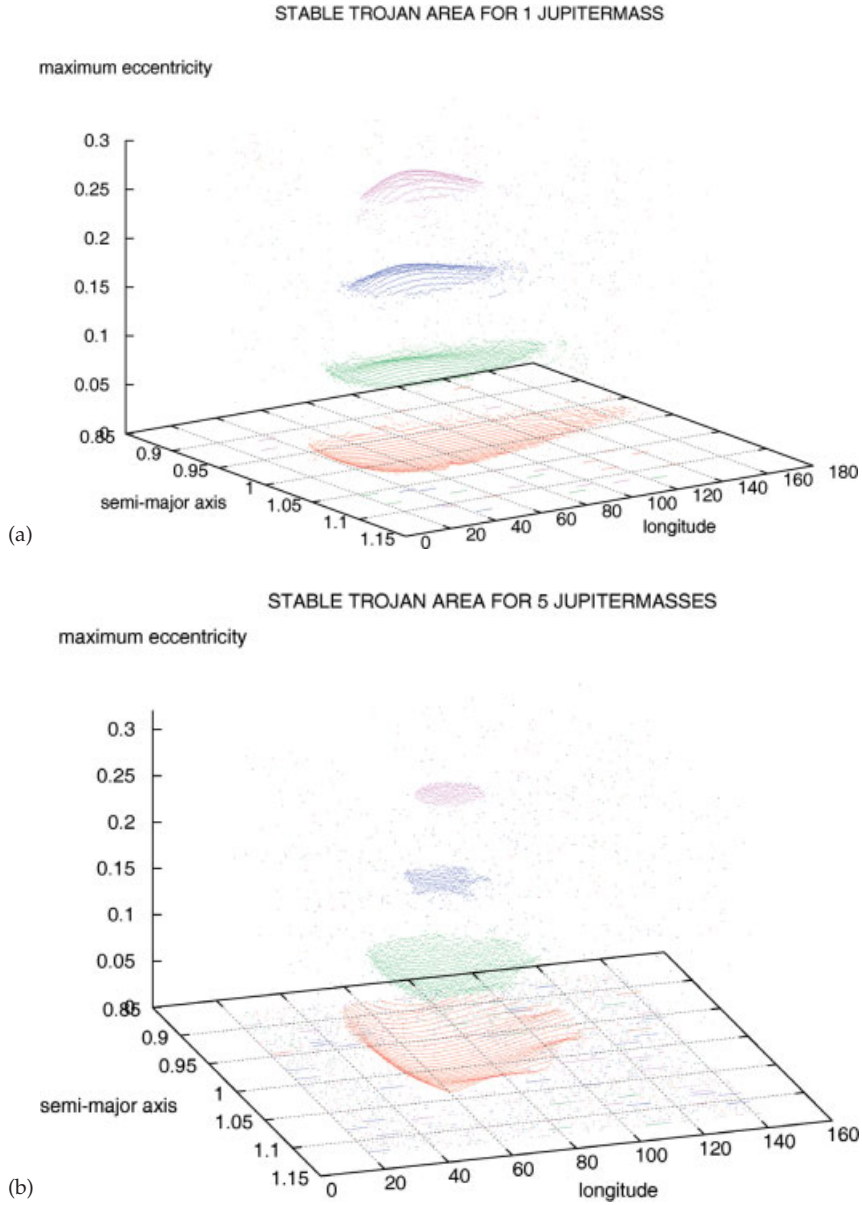 STABLE TROJAN AREA FOR 1 JUPITERMASS
maximum eccentricity
0.3
0.25
0.2
0.15
0.1
0.05
0
0.85
0.9
0.95
1
1.05
1.1
1.15
semi-major axis
0 20 40 60 80 100 120 140 160 180
longitude
(a)
STABLE TROJAN AREA FOR 5 JUPITERMASSES
maximum eccentricity
0.3
0.25
0.2
0.15
0.1
0.05
0
0.85
0.9
0.95
1
1.05
1.1
1.15
semi-major axis
0 20 40 60 80 100 120 140 160
longitude
(b)